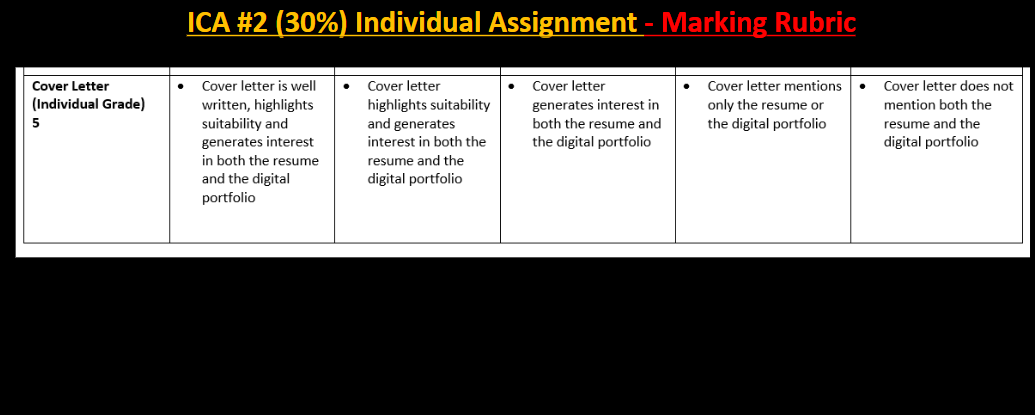 ICA #2 (30%) Individual Assignment - Marking Rubric
Cover Letter
(Individual Grade)
5
• Cover letter is well
written, highlights
suitability and
generates interest
in both the resume
and the digital
portfolio
• Cover letter
highlights suitability
and generates
interest in both the
resume and the
digital portfolio
• Cover letter
generates interest in
both the resume and
the digital portfolio
• Cover letter mentions
only the resume or
the digital portfolio
• Cover letter does not
mention both the
resume and the
digital portfolio